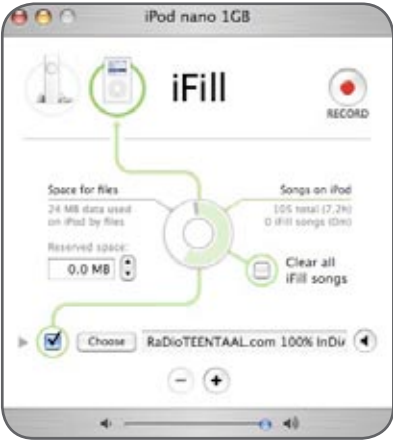 iPod nano 1GB
iFill
RECORD
Space for files
24 MB data used
on iPod by files
Songs on iPod
105 total (7.2h)
0 iFill songs (0m)
Reserved space:
0.0 MB
Clear all
iFill songs
Choose
RaDioTEENTAAL.com 100% InDi